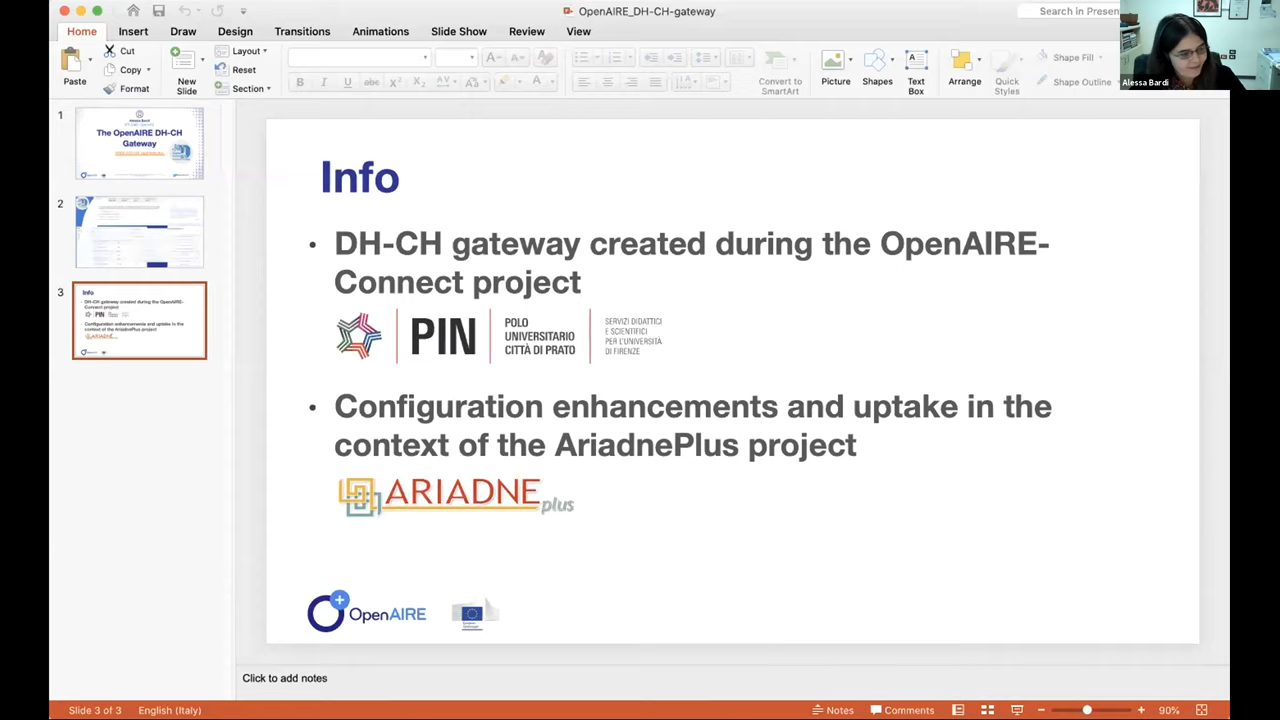 OpenAIRE_DH-CH-gateway
Search in Presen
Home Insert Draw Design Transitions Animations Slide Show Review View
Alessa Bardi
Paste
Cut
Copy
Format
New
Slide
Layout
Reset
Section
Convert to
SmartArt
Picture
Shapes
Text
Box
Arrange
Quick
Styles
Shape Fill
Shape Outline
1
The OpenAIRE DH-CH
Gateway
2
3
Info
DH-CH gateway created during the OpenAIRE-
Connect project
PIN
Configuration enhancements and uptake in the
context of the AriadnePlus project
ARIADNE
Info
• DH-CH gateway created during the OpenAIRE-
Connect project
PIN
POLO
UNIVERSITARIO
CITTÀ DI PRATO
SERVIZI DIDATTICI
E SCIENTIFICI
PER L'UNIVERSITÀ
DI FIRENZE
• Configuration enhancements and uptake in the
context of the AriadnePlus project
ARIADNE plus
OpenAIRE
Click to add notes
Slide 3 of 3 English (Italy) Notes Comments 90%